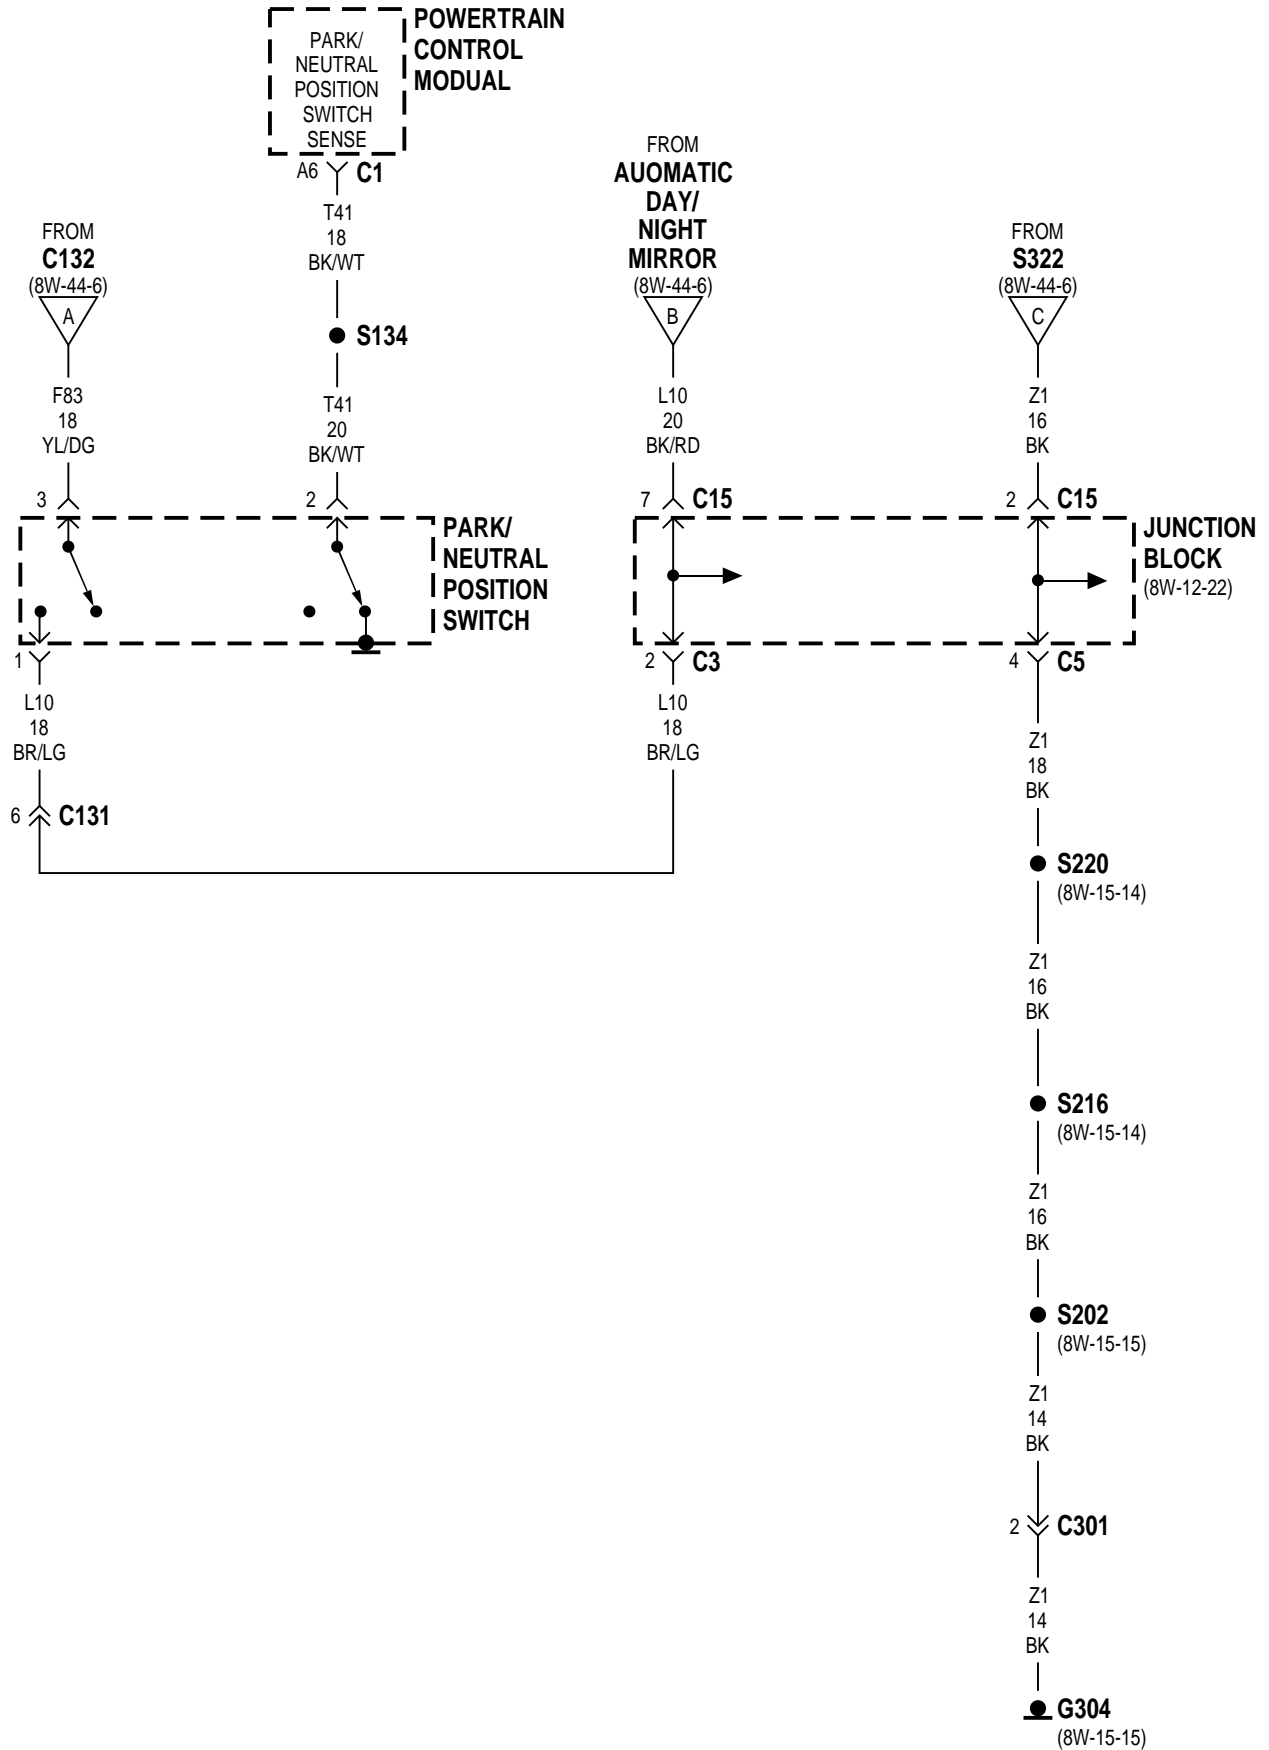 POWERTRAIN
CONTROL
MODUAL
PARK/
NEUTRAL
POSITION
SWITCH
SENSE
A6
C1
T41
18
BK/WT
S134
T41
20
BK/WT
2
FROM
C132
(8W-44-6)
A
F83
18
YL/DG
3
PARK/
NEUTRAL
POSITION
SWITCH
1
L10
18
BR/LG
6
C131
FROM
AUOMATIC
DAY/
NIGHT
MIRROR
(8W-44-6)
B
L10
20
BK/RD
7
C15
2
C3
L10
18
BR/LG
FROM
S322
(8W-44-6)
C
Z1
16
BK
2
C15
JUNCTION
BLOCK
(8W-12-22)
4
C5
Z1
18
BK
S220
(8W-15-14)
Z1
16
BK
S216
(8W-15-14)
Z1
16
BK
S202
(8W-15-15)
Z1
14
BK
2
C301
Z1
14
BK
G304
(8W-15-15)